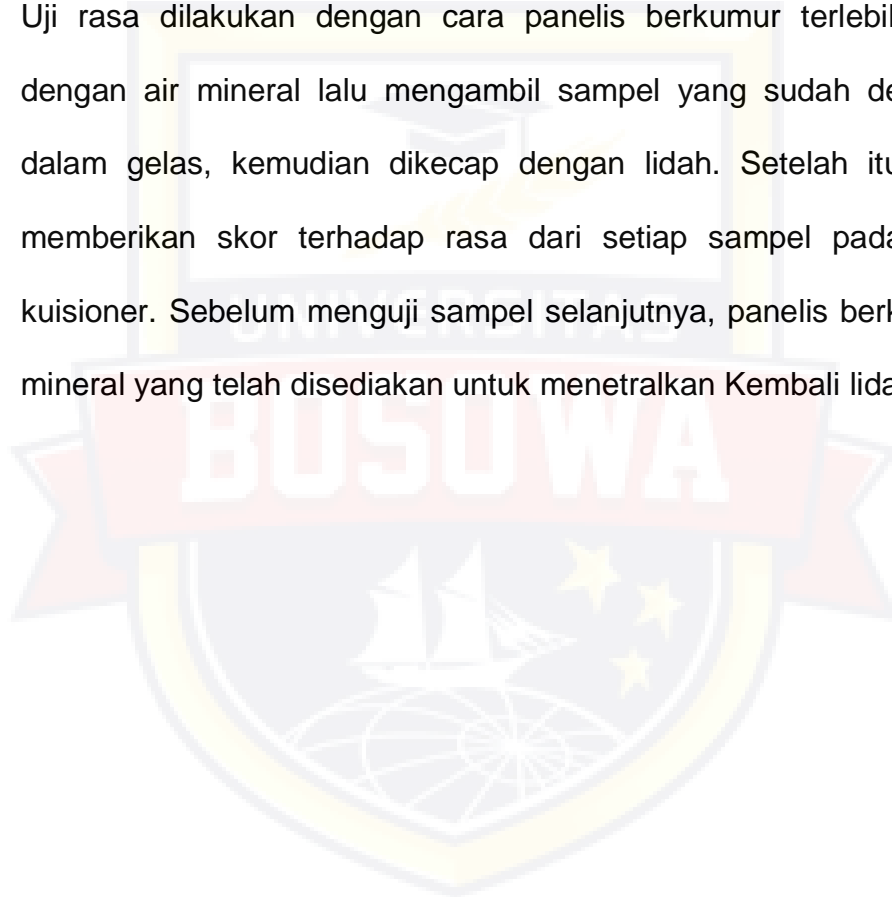 Uji rasa dilakukan dengan cara panelis berkumur
dengan air mineral lalu mengambil sampel yang sudah
dalam gelas, kemudian dikecap dengan lidah. Setelah
memberikan skor terhadap rasa dari setiap sampel
kuisioner. Sebelum menguji sampel selanjutnya, panelis
mineral yang telah disediakan untuk menetralkan Kembali
UNIVERSITAS
BOSOWA